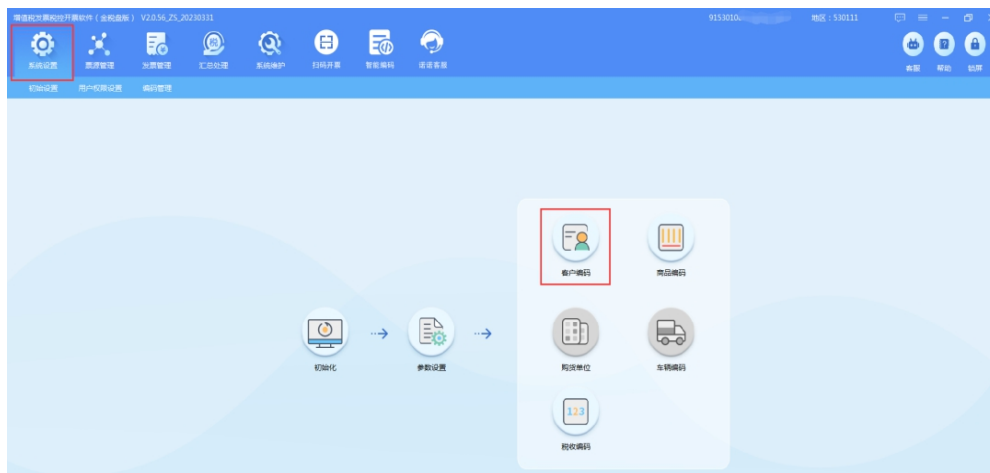 增值税发票税控开票软件（金税盘版） V2.0.56_ZS_20230331 9153010 地区：530111
系统设置 票源管理 发票管理 汇总处理 系统维护 扫码开票 智能编码 诺诺客服 客服 帮助 锁屏
初始设置 用户权限设置 编码管理
客户编码 商品编码
初始化 参数设置 购货单位 车辆编码
123
税收编码